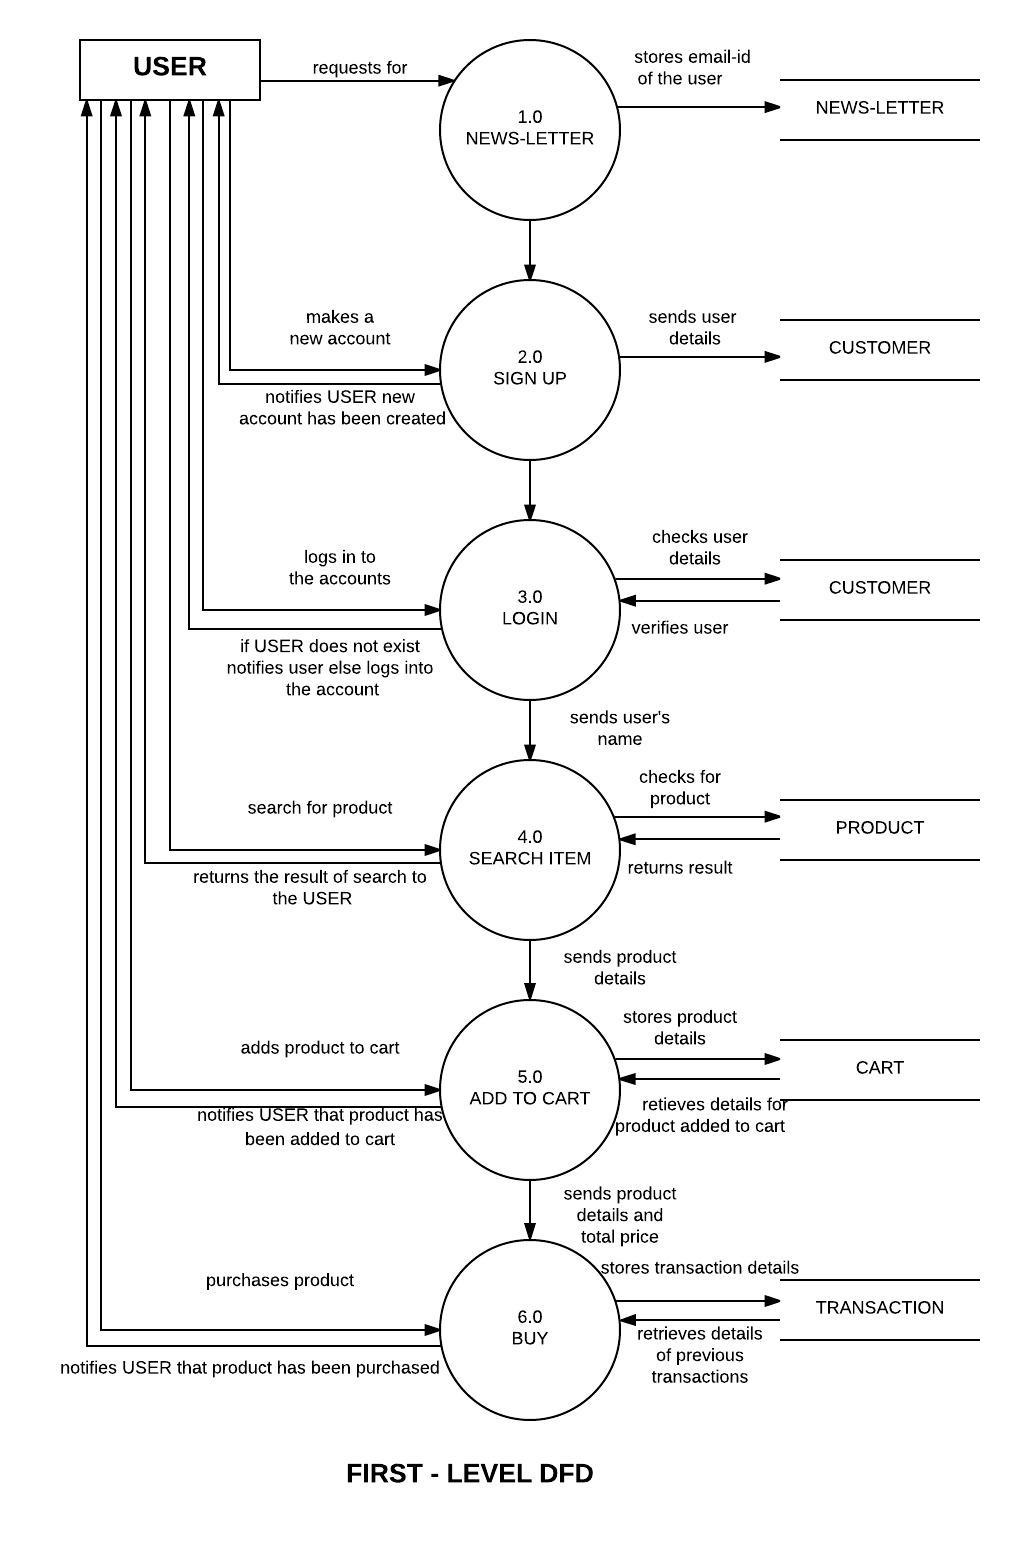 USER
requests for
stores email-id
of the user
1.0
NEWS-LETTER
NEWS-LETTER
makes a
new account
sends user
details
2.0
SIGN UP
CUSTOMER
notifies USER new
account has been created
logs in to
the accounts
checks user
details
3.0
LOGIN
CUSTOMER
verifies user
if USER does not exist
notifies user else logs into
the account
sends user's
name
search for product
checks for
product
4.0
SEARCH ITEM
PRODUCT
returns result
returns the result of search to
the USER
sends product
details
adds product to cart
stores product
details
5.0
ADD TO CART
CART
retieves details for
product added to cart
notifies USER that product has
been added to cart
sends product
details and
total price
purchases product
stores transaction details
6.0
BUY
TRANSACTION
retrieves details
of previous
transactions
notifies USER that product has been purchased
FIRST - LEVEL DFD